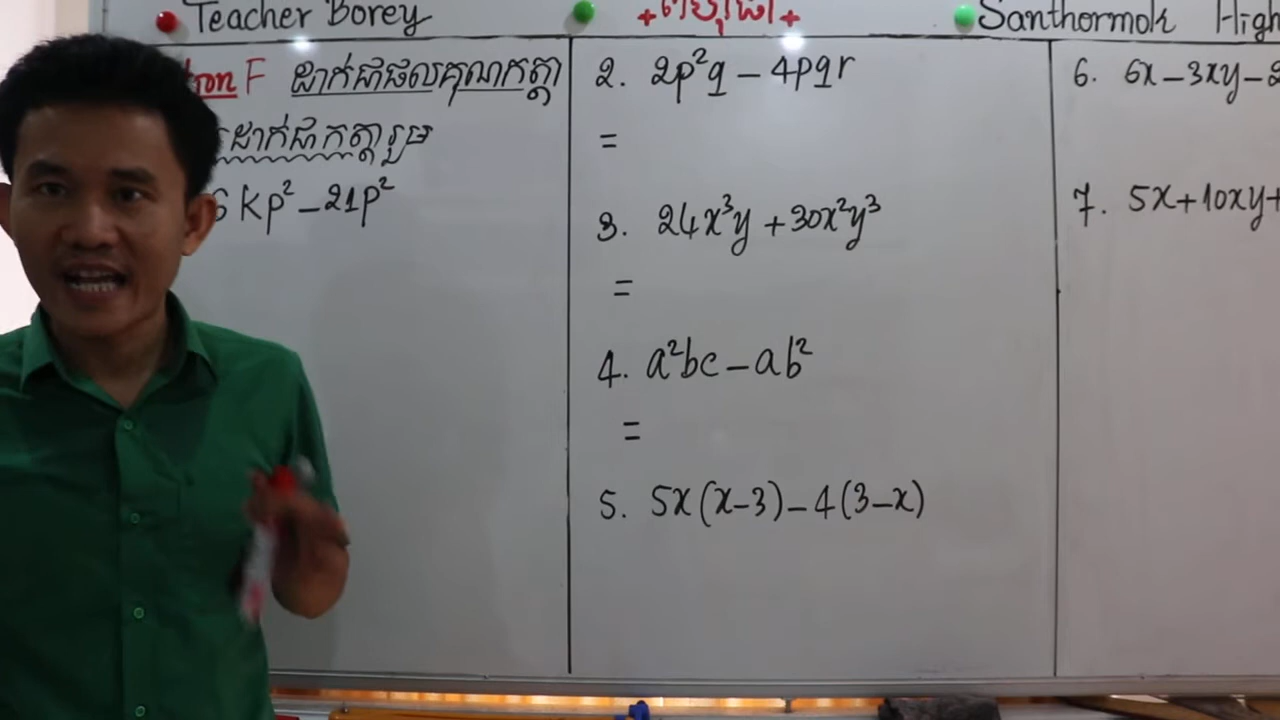 Teacher Borey
Santhormok High
F ដាក់ជាផលគុណកត្តា
ដាក់ជាកត្តារួម
6kp²-21p²
2. 2p²q - 4pqr
=
3. 24x³y + 30x²y³
=
4. a²bc - ab²
=
5. 5x(x-3)-4(3-x)
6. 6x-3xy-
7. 5x+10xy+